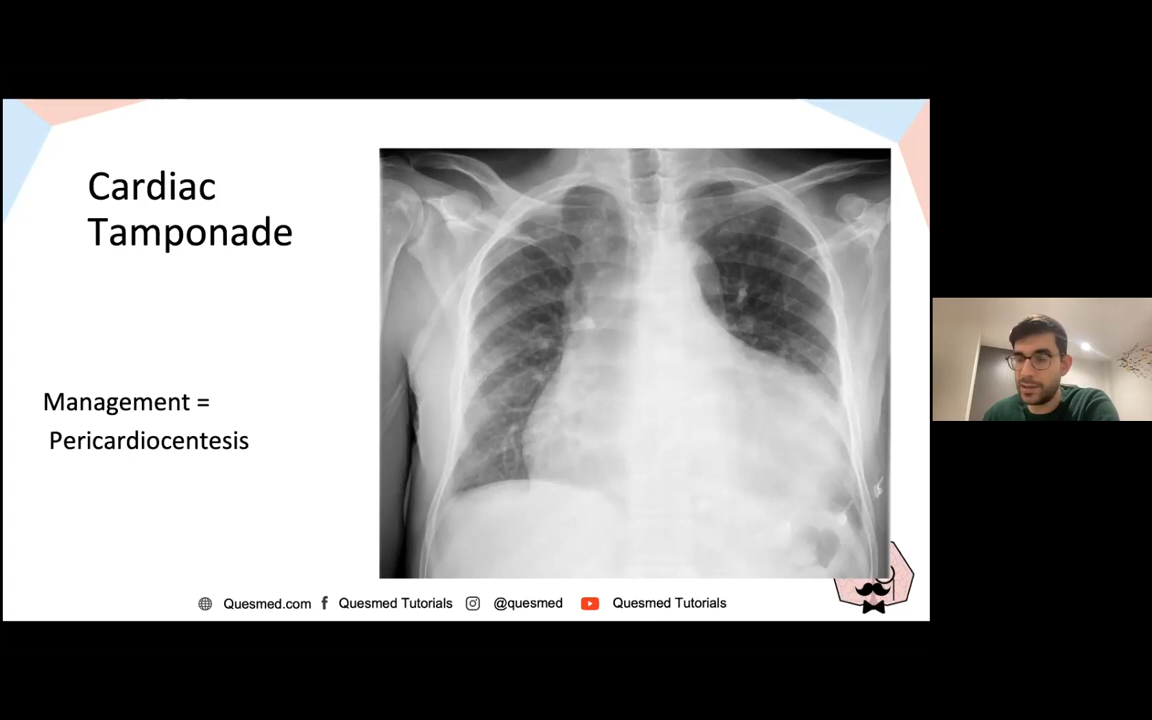 Cardiac
Tamponade
Management =
Pericardiocentesis
Quesmed.com
Quesmed Tutorials
@quesmed
Quesmed Tutorials